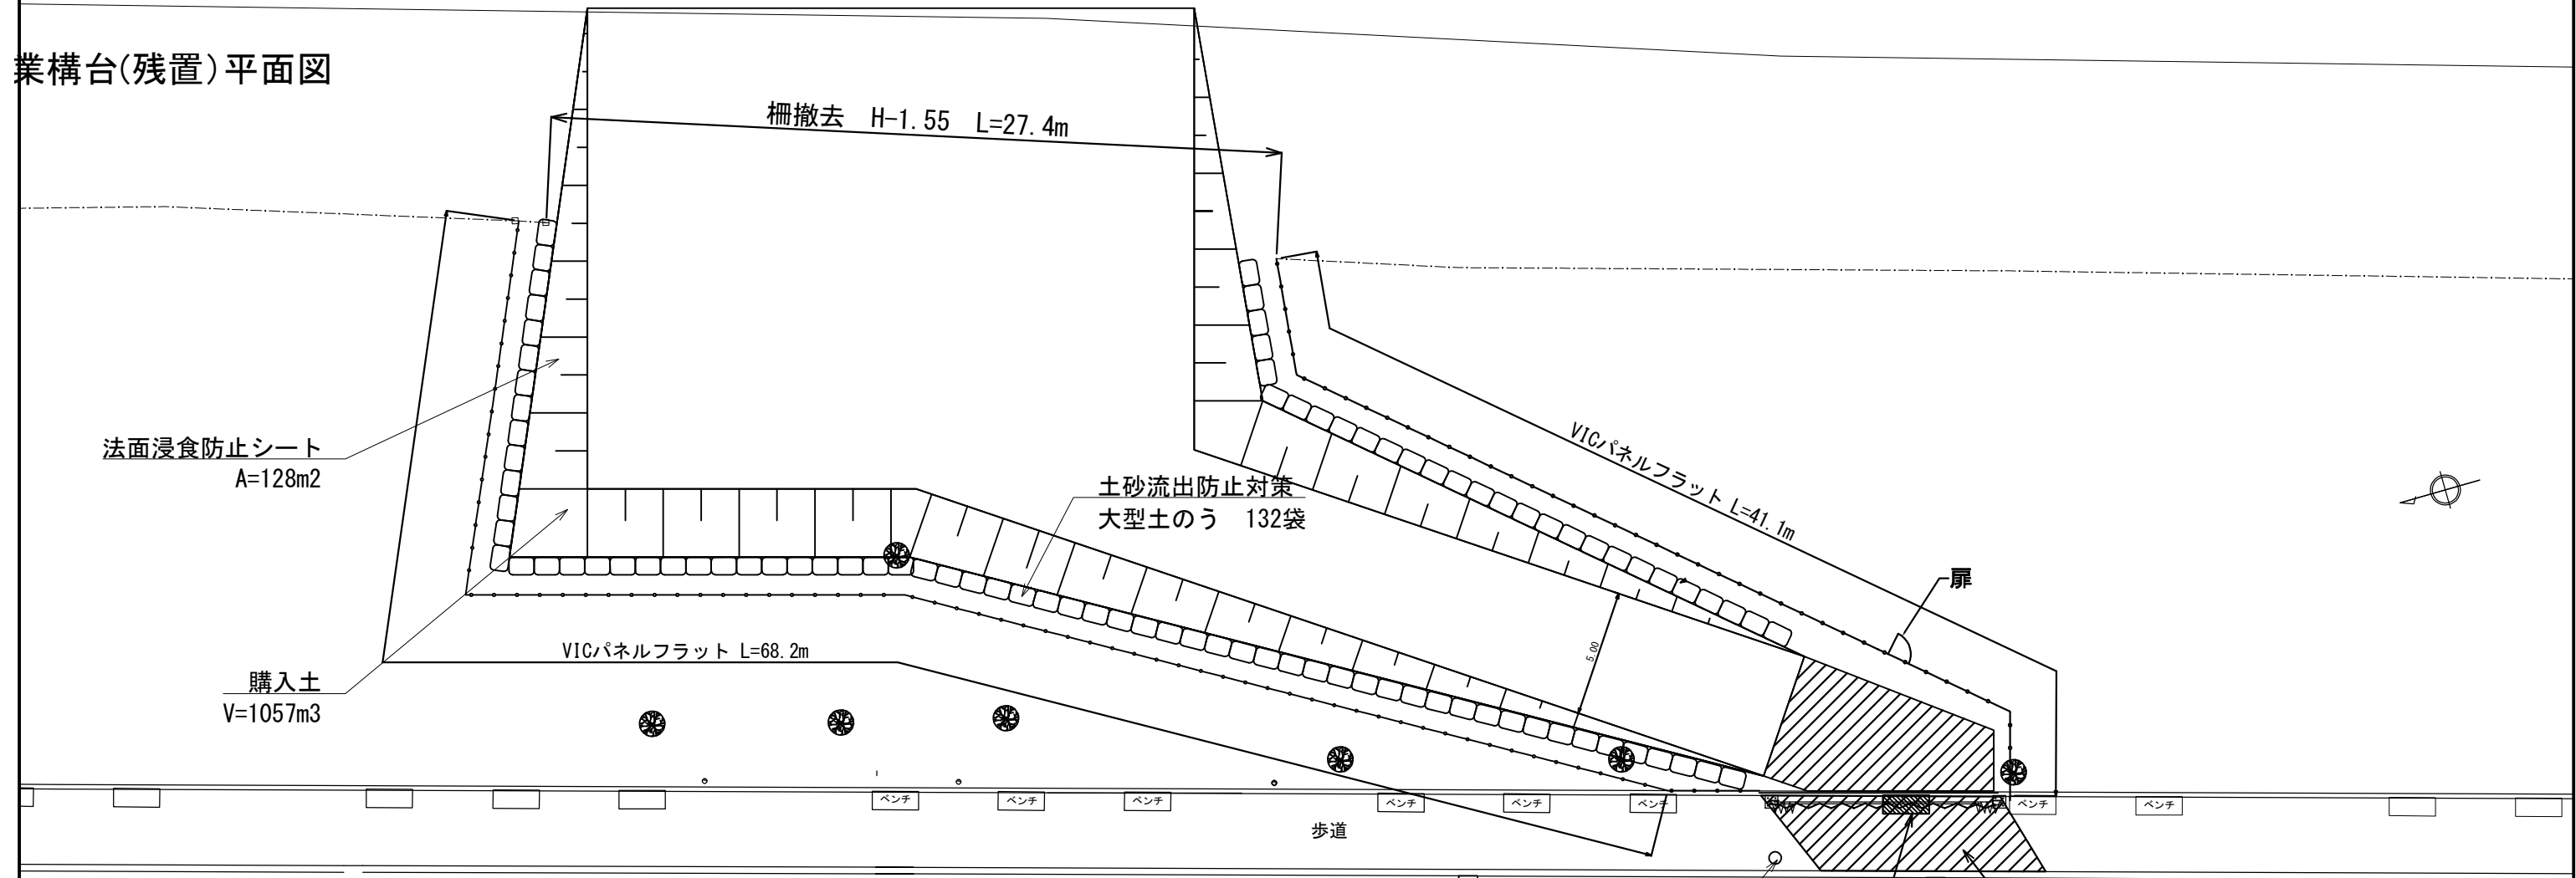 業構台(残置)平面図
柵撤去　H-1.55　L=27.4m
法面浸食防止シート
A=128m2
土砂流出防止対策
大型土のう　132袋
VICパネルフラット L=41.1m
扉
5.00
VICパネルフラット L=68.2m
購入土
V=1057m3
ベンチ
ベンチ
ベンチ
ベンチ
ベンチ
ベンチ
ベンチ
ベンチ
歩道